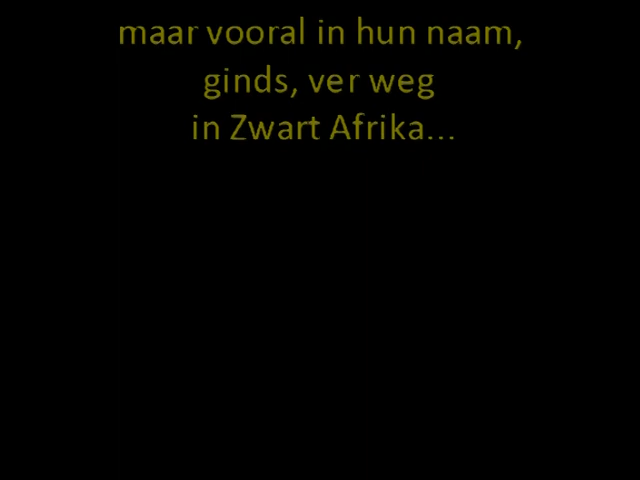 maar vooral in hun naam,
ginds, ver weg
in Zwart Afrika...